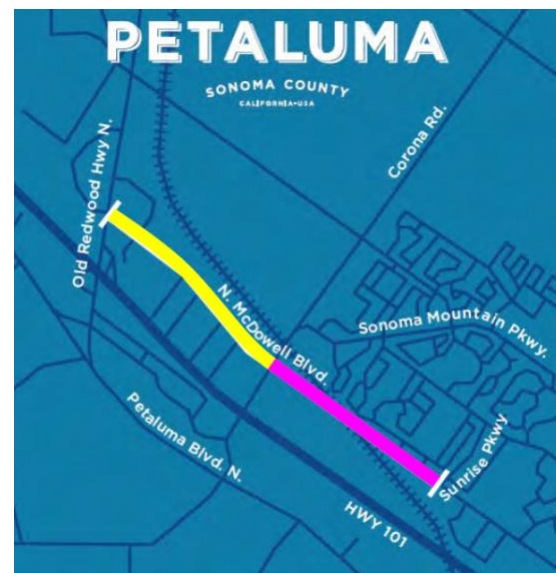 PETALUMA
SONOMA COUNTY
CALIFORNIA•USA
Old Redwood Hwy N.
Corona Rd.
N. McDowell Blvd.
Sonoma Mountain Pkwy.
Petaluma Blvd. N.
Sunrise Pkwy
HWY 101